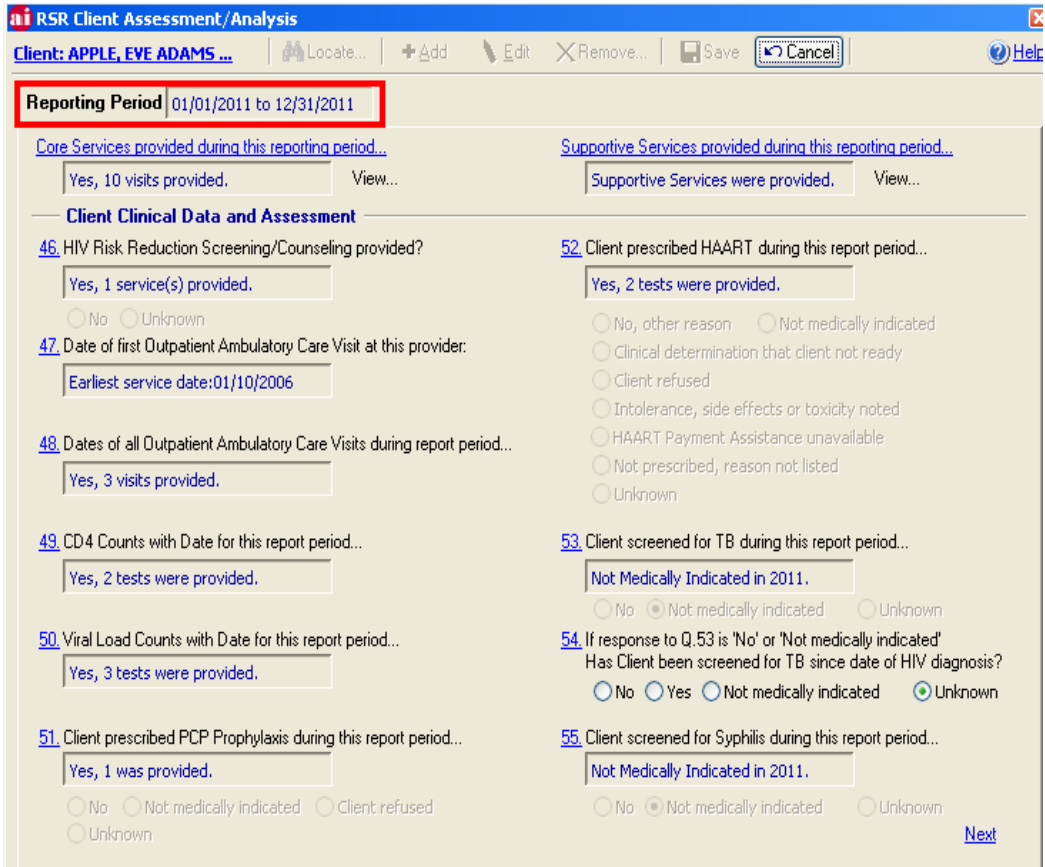 ai RSR Client Assessment/Analysis
Client: APPLE, EVE ADAMS ... Locate... Add Edit Remove... Save Cancel Help
Reporting Period 01/01/2011 to 12/31/2011
Core Services provided during this reporting period...
Yes, 10 visits provided. View...
Supportive Services provided during this reporting period...
Supportive Services were provided. View...
Client Clinical Data and Assessment
46. HIV Risk Reduction Screening/Counseling provided?
Yes, 1 service(s) provided.
No Unknown
47. Date of first Outpatient Ambulatory Care Visit at this provider:
Earliest service date:01/10/2006
48. Dates of all Outpatient Ambulatory Care Visits during report period...
Yes, 3 visits provided.
49. CD4 Counts with Date for this report period...
Yes, 2 tests were provided.
50. Viral Load Counts with Date for this report period...
Yes, 3 tests were provided.
51. Client prescribed PCP Prophylaxis during this report period...
Yes, 1 was provided.
No Not medically indicated Client refused
Unknown
52. Client prescribed HAART during this report period...
Yes, 2 tests were provided.
No, other reason Not medically indicated
Clinical determination that client not ready
Client refused
Intolerance, side effects or toxicity noted
HAART Payment Assistance unavailable
Not prescribed, reason not listed
Unknown
53. Client screened for TB during this report period...
Not Medically Indicated in 2011.
No Not medically indicated Unknown
54. If response to Q.53 is 'No' or 'Not medically indicated'
Has Client been screened for TB since date of HIV diagnosis?
No Yes Not medically indicated Unknown
55. Client screened for Syphilis during this report period...
Not Medically Indicated in 2011.
No Not medically indicated Unknown
Next